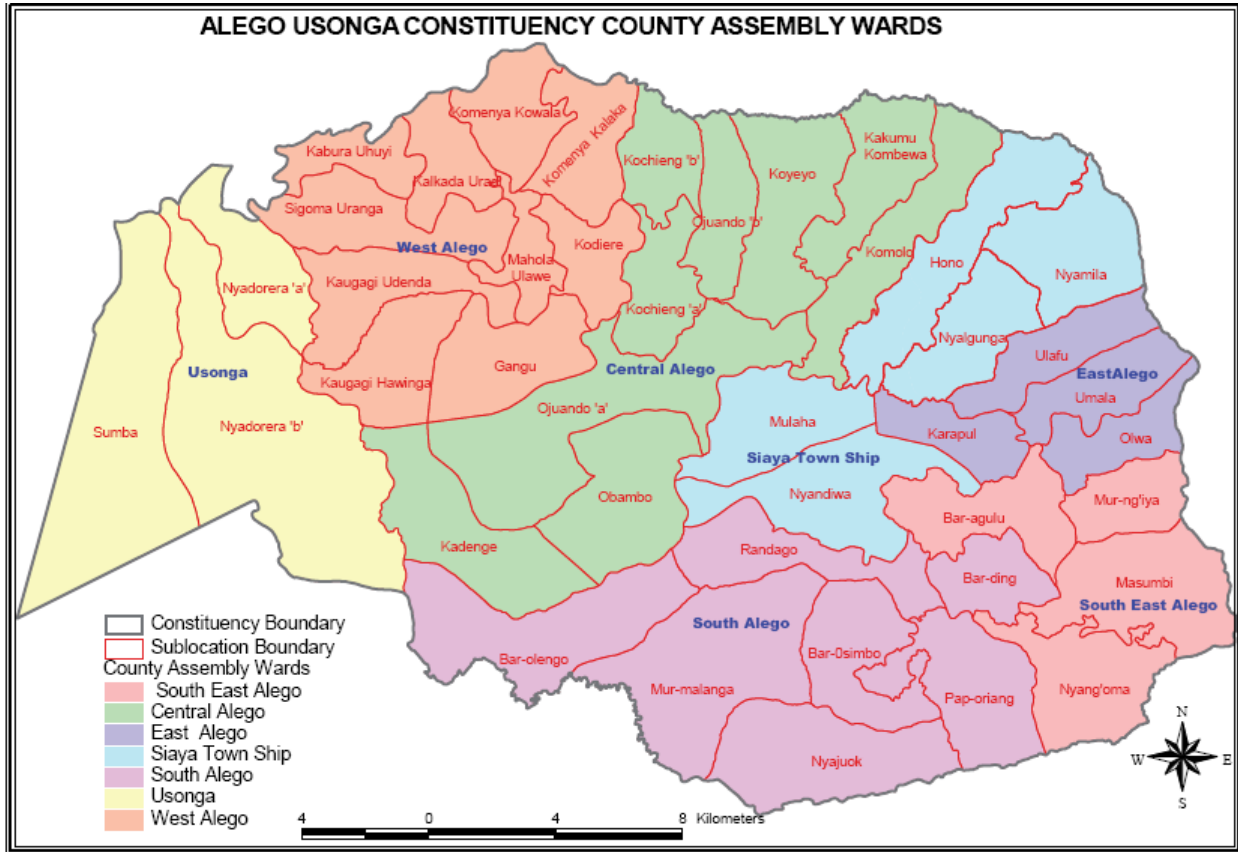 ALEGO USONGA CONSTITUENCY COUNTY ASSEMBLY WARDS
Komenya Kowala
Komenya Kalaka
Kabura Uhuyi
Kalkada Uradi
Sigoma Uranga
West Alego
Mahola
Ulawe
Kodiere
Kaugagi Udenda
Gangu
Kaugagi Hawinga
Kochieng 'b'
Ojuando 'b'
Koyeyo
Kakumu
Kombewa
Komolo
Kochieng 'a'
Central Alego
Ojuando 'a'
Obambo
Kadenge
Hono
Nyamila
Nyalgunga
Mulaha
Siaya Town Ship
Nyandiwa
Ulafu
EastAlego
Umala
Karapul
Olwa
Nyadorera 'a'
Usonga
Sumba
Nyadorera 'b'
Bar-agulu
Mur-ng'iya
Masumbi
South East Alego
Nyang'oma
Randago
Bar-ding
South Alego
Bar-olengo
Bar-0simbo
Mur-malanga
Pap-oriang
Nyajuok
Constituency Boundary
Sublocation Boundary
County Assembly Wards
South East Alego
Central Alego
East Alego
Siaya Town Ship
South Alego
Usonga
West Alego
4 0 4 8 Kilometers
N
W E
S